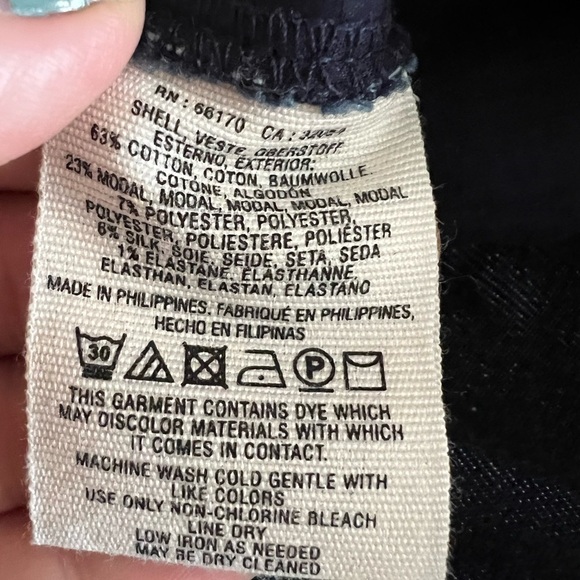 RN: 66170 CA:
SHELL, VESTE, OBERSTOFF
ESTERNO, EXTERIOR:
63% COTTON, COTON, BAUMWOLLE
COTONE, ALGODÓN
23% MODAL, MODAL, MODAL, MODAL, MODAL
7% POLYESTER, POLYESTER,
POLYESTER, POLIESTERE, POLIÉSTER
6% SILK, SOIE, SEIDE, SETA, SEDA
1% ELASTANE, ELASTHANNE,
ELASTHAN, ELASTAN, ELASTANO
MADE IN PHILIPPINES. FABRIQUÉ EN PHILIPPINES,
HECHO EN FILIPINAS
30 P
THIS GARMENT CONTAINS DYE WHICH
MAY DISCOLOR MATERIALS WITH WHICH
IT COMES IN CONTACT.
MACHINE WASH COLD GENTLE WITH
LIKE COLORS
USE ONLY NON-CHLORINE BLEACH
LINE DRY
LOW IRON AS NEEDED
MAY BE DRY CLEANED